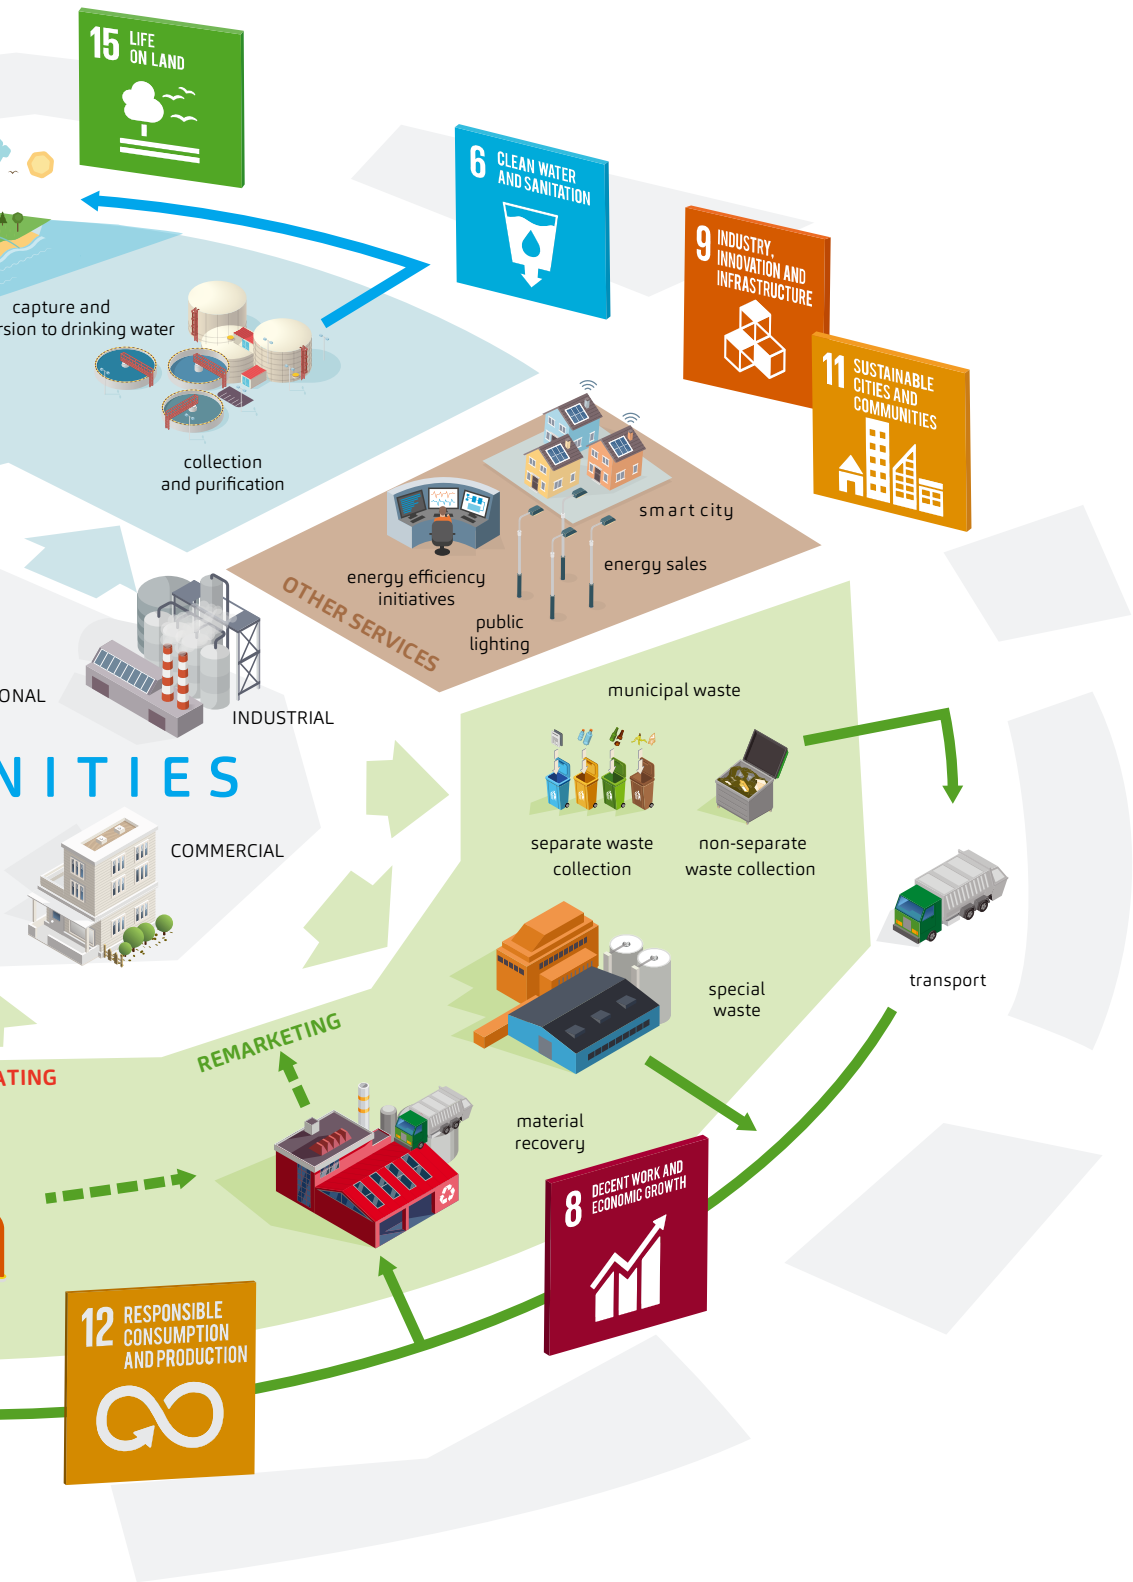 15 LIFE
ON LAND
6 CLEAN WATER
AND SANITATION
9 INDUSTRY,
INNOVATION AND
INFRASTRUCTURE
11 SUSTAINABLE
CITIES AND
COMMUNITIES
capture and
rsion to drinking water
collection
and purification
smart city
energy sales
energy efficiency
initiatives
public
lighting
OTHER SERVICES
ONAL
INDUSTRIAL
NITIES
COMMERCIAL
municipal waste
separate waste
collection
non-separate
waste collection
transport
special
waste
REMARKETING
ATING
material
recovery
8 DECENT WORK AND
ECONOMIC GROWTH
12 RESPONSIBLE
CONSUMPTION
AND PRODUCTION